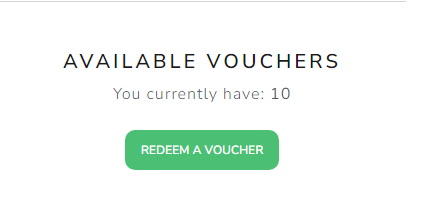 AVAILABLE VOUCHERS
You currently have: 10
REDEEM A VOUCHER